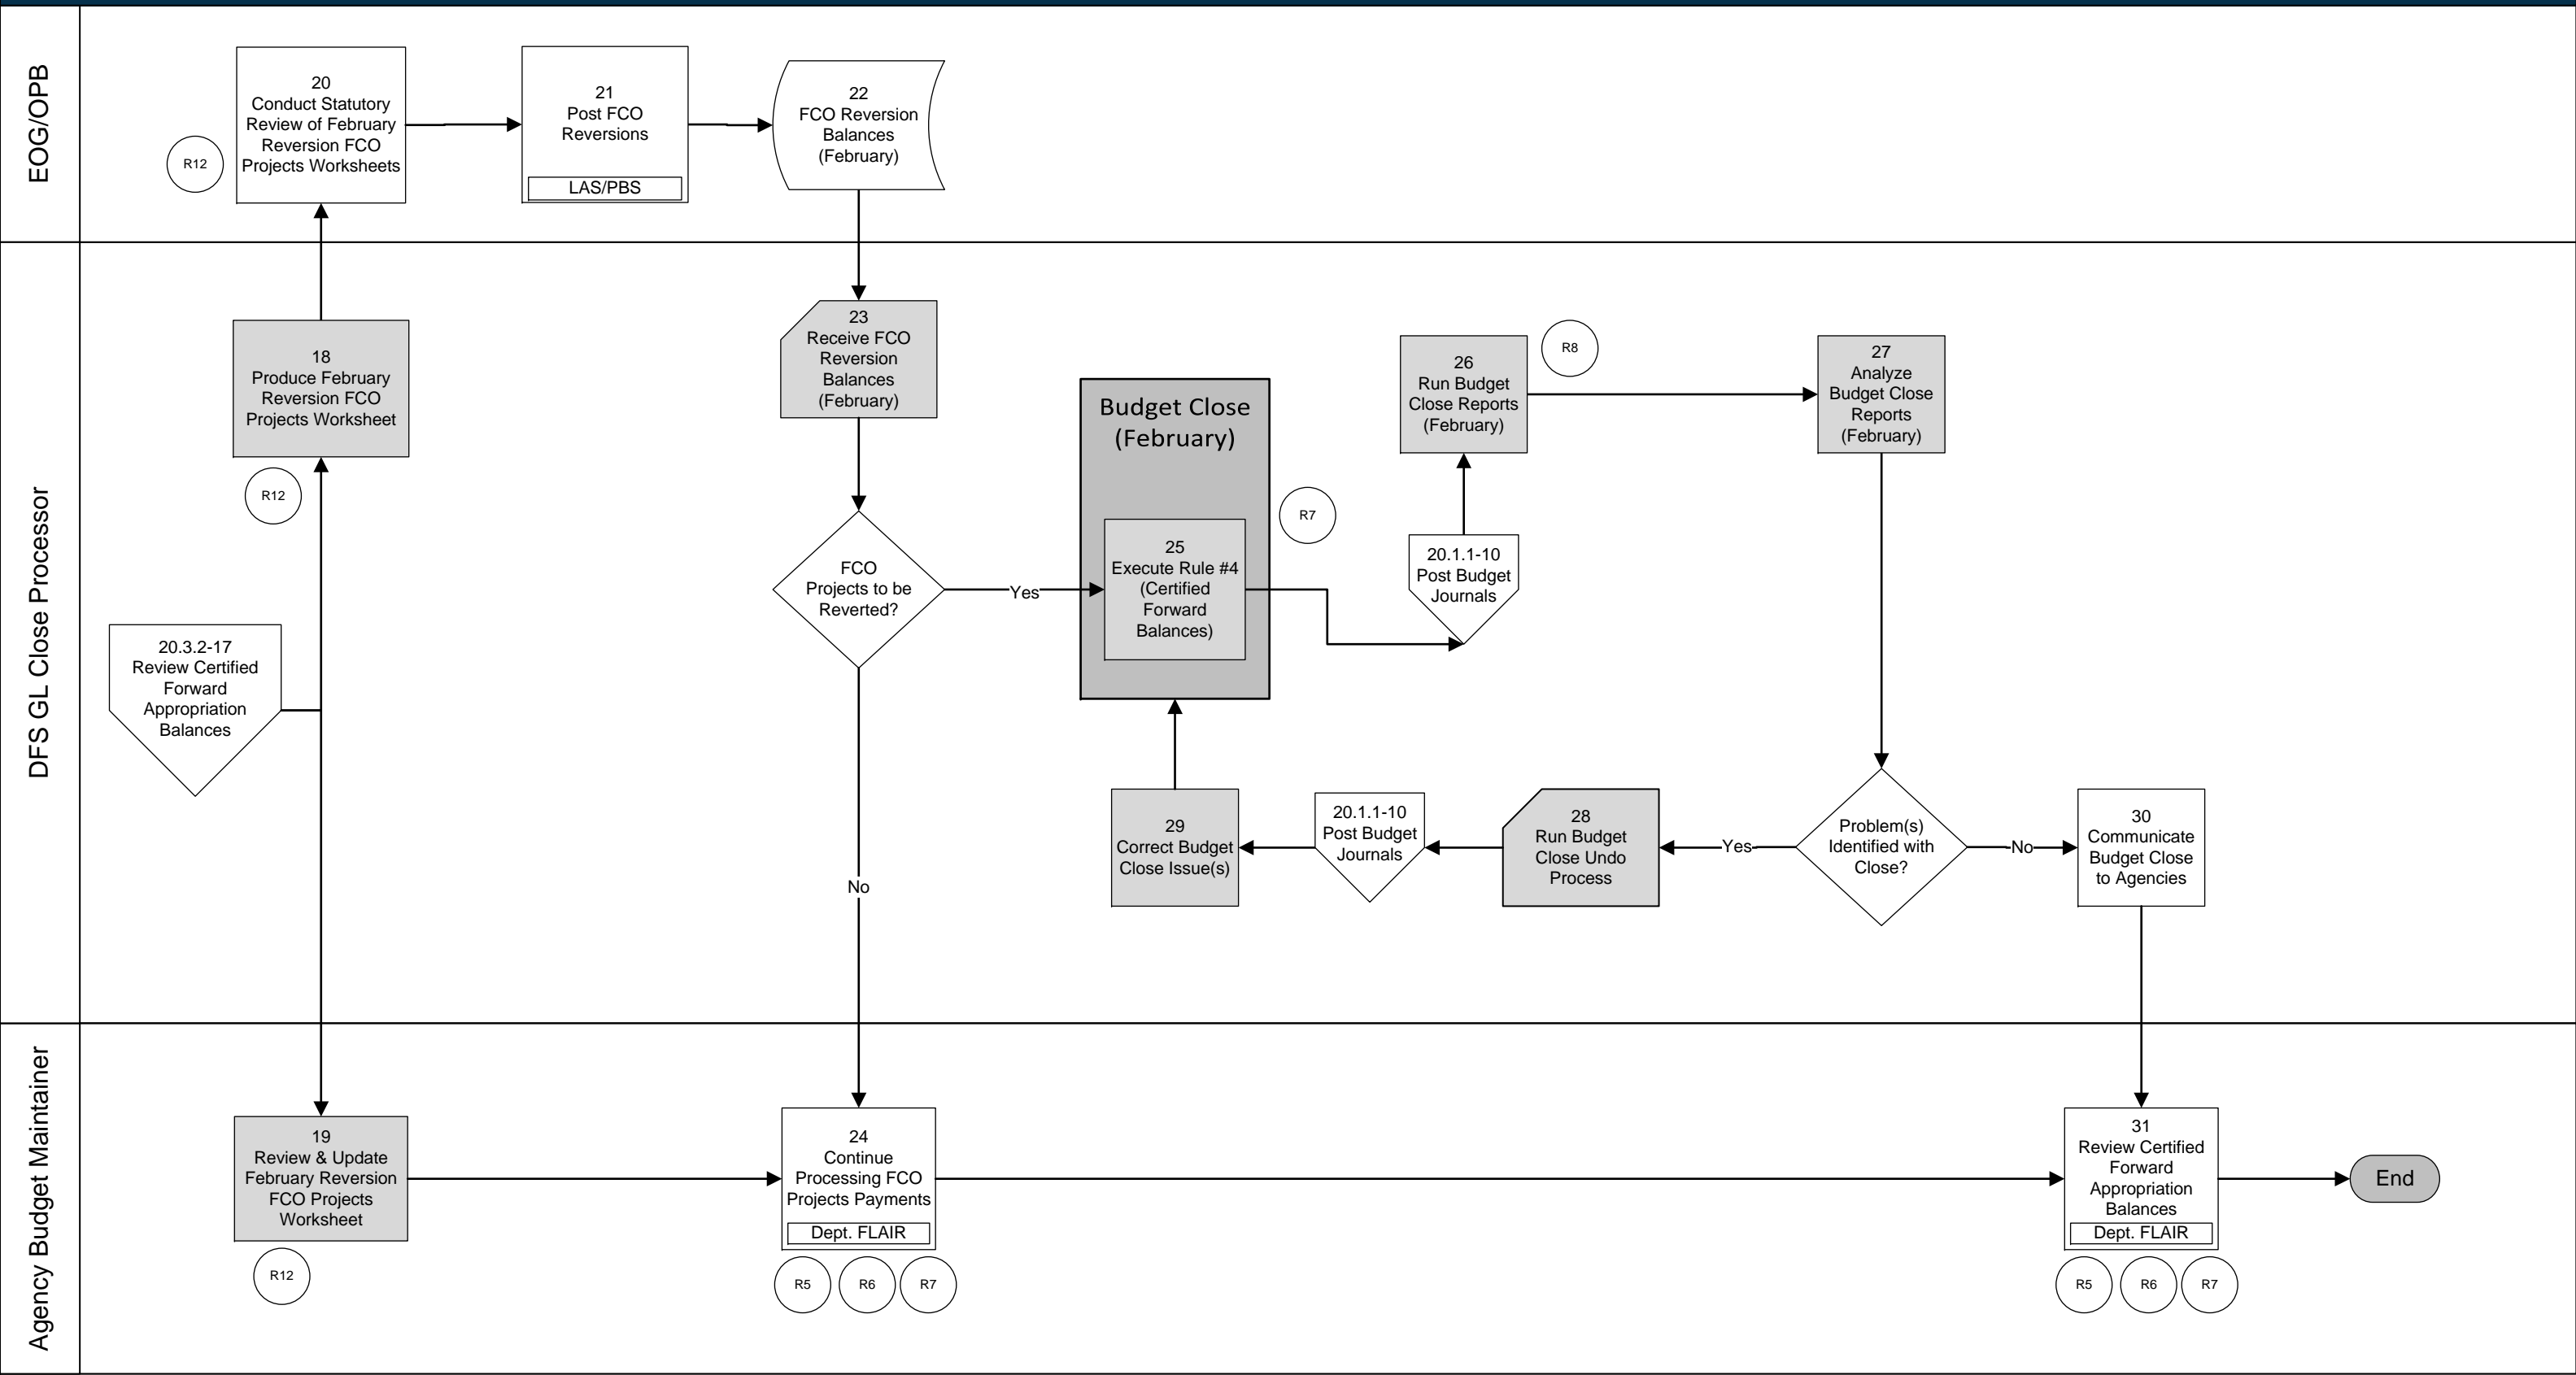 EOG/OPB
20
Conduct Statutory
Review of February
Reversion FCO
Projects Worksheets
R12
21
Post FCO
Reversions
LAS/PBS
22
FCO Reversion
Balances
(February)
DFS GL Close Processor
18
Produce February
Reversion FCO
Projects Worksheet
R12
20.3.2-17
Review Certified
Forward
Appropriation
Balances
23
Receive FCO
Reversion
Balances
(February)
FCO
Projects to be
Reverted?
Yes
No
Budget Close
(February)
25
Execute Rule #4
(Certified
Forward
Balances)
R7
20.1.1-10
Post Budget
Journals
26
Run Budget
Close Reports
(February)
R8
27
Analyze
Budget Close
Reports
(February)
Problem(s)
Identified with
Close?
Yes
No
28
Run Budget
Close Undo
Process
20.1.1-10
Post Budget
Journals
29
Correct Budget
Close Issue(s)
30
Communicate
Budget Close
to Agencies
Agency Budget Maintainer
19
Review & Update
February Reversion
FCO Projects
Worksheet
R12
24
Continue
Processing FCO
Projects Payments
Dept. FLAIR
R5
R6
R7
31
Review Certified
Forward
Appropriation
Balances
Dept. FLAIR
R5
R6
R7
End